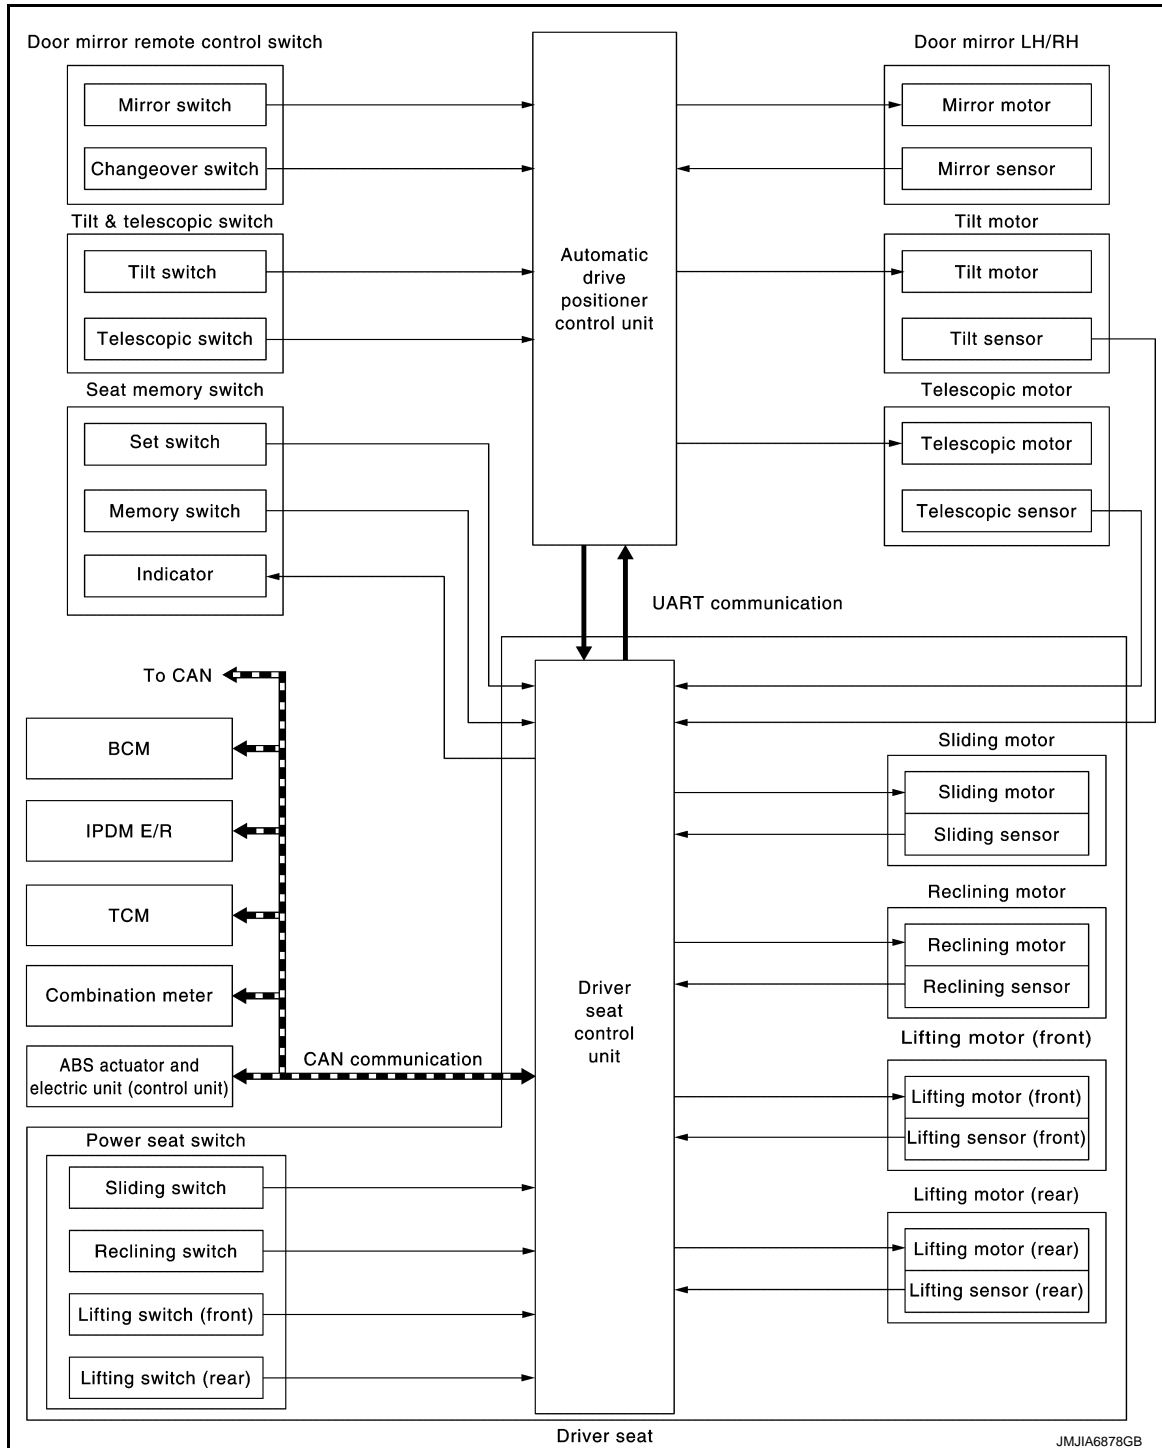 Door mirror remote control switch
Mirror switch
Changeover switch
Tilt & telescopic switch
Tilt switch
Telescopic switch
Seat memory switch
Set switch
Memory switch
Indicator
Automatic
drive
positioner
control unit
Door mirror LH/RH
Mirror motor
Mirror sensor
Tilt motor
Tilt motor
Tilt sensor
Telescopic motor
Telescopic motor
Telescopic sensor
UART communication
To CAN
BCM
IPDM E/R
TCM
Combination meter
ABS actuator and
electric unit (control unit)
CAN communication
Power seat switch
Sliding switch
Reclining switch
Lifting switch (front)
Lifting switch (rear)
Driver
seat
control
unit
Sliding motor
Sliding motor
Sliding sensor
Reclining motor
Reclining motor
Reclining sensor
Lifting motor (front)
Lifting motor (front)
Lifting sensor (front)
Lifting motor (rear)
Lifting motor (rear)
Lifting sensor (rear)
Driver seat
JMJIA6878GB